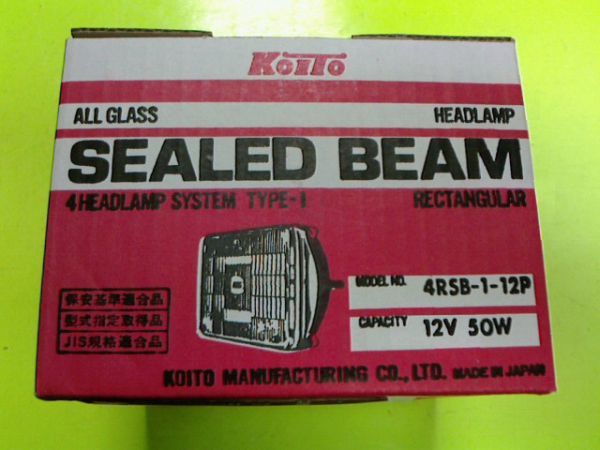 KOITO
ALL GLASS HEADLAMP
SEALED BEAM
4 HEADLAMP SYSTEM TYPE-1 RECTANGULAR
MODEL NO. 4RSB-1-12P
保安基準適合品
型式指定取得品
JIS規格適合品
CAPACITY 12V 50W
KOITO MANUFACTURING CO., LTD. MADE IN JAPAN